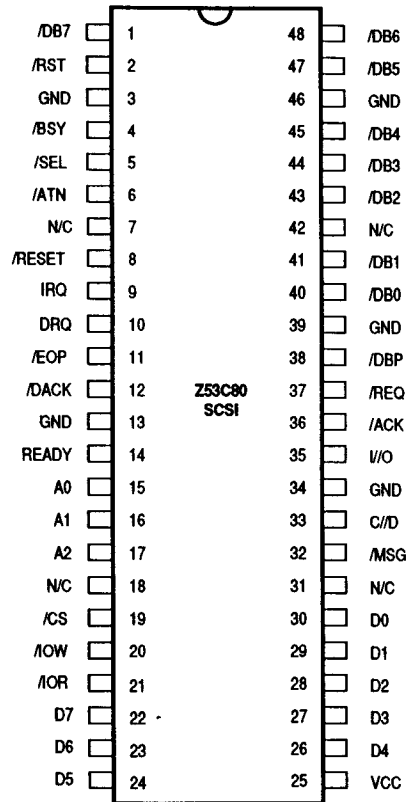 /DB7 1 48 /DB6
/RST 2 47 /DB5
GND 3 46 GND
/BSY 4 45 /DB4
/SEL 5 44 /DB3
/ATN 6 43 /DB2
N/C 7 42 N/C
/RESET 8 41 /DB1
IRQ 9 40 /DB0
DRQ 10 39 GND
/EOP 11 38 /DBP
/DACK 12 Z53C80 37 /REQ
SCSI
GND 13 36 /ACK
READY 14 35 I//O
A0 15 34 GND
A1 16 33 C//D
A2 17 32 /MSG
N/C 18 31 N/C
/CS 19 30 D0
/IOW 20 29 D1
/IOR 21 28 D2
D7 22 27 D3
D6 23 26 D4
D5 24 25 VCC